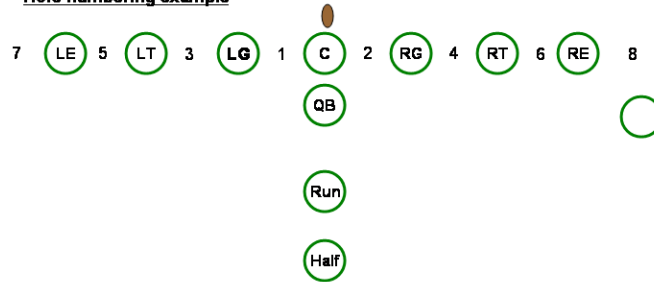 Hole numbering example
7 LE 5 LT 3 LG 1 C 2 RG 4 RT 6 RE 8
QB
Run
Half